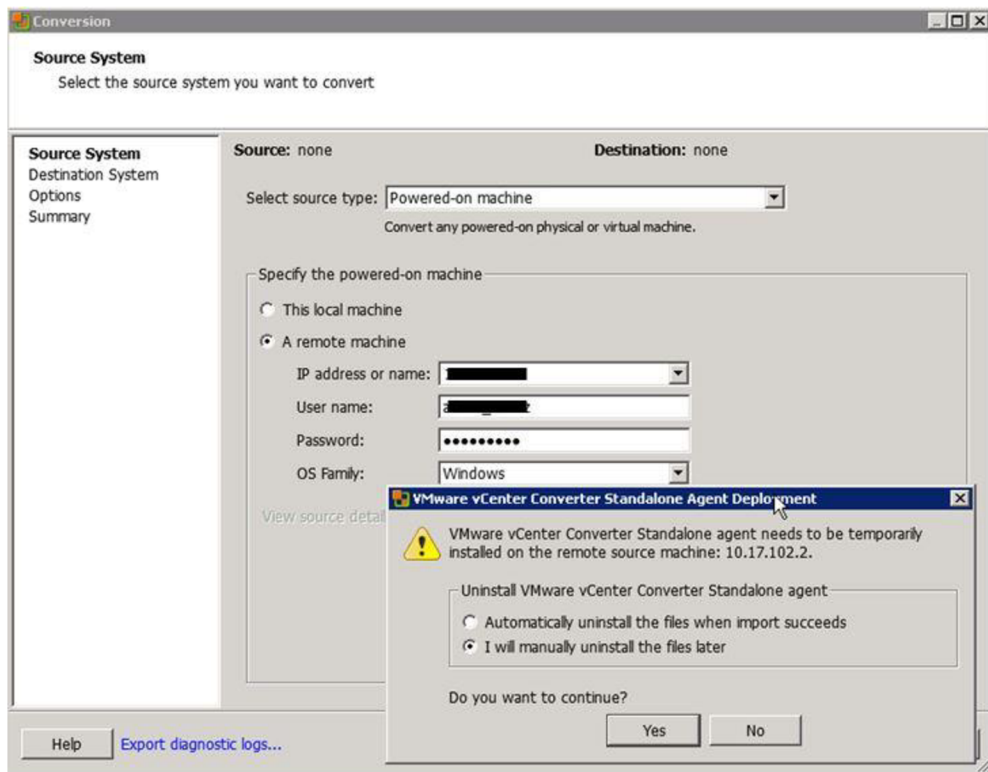 Conversion
Source System
Select the source system you want to convert
Source System
Destination System
Options
Summary
Source: none
Destination: none
Select source type: Powered-on machine
Convert any powered-on physical or virtual machine.
Specify the powered-on machine
This local machine
A remote machine
IP address or name:
User name:
Password: •••••••••
OS Family: Windows
View source detai
VMware vCenter Converter Standalone Agent Deployment
VMware vCenter Converter Standalone agent needs to be temporarily
installed on the remote source machine: 10.17.102.2.
Uninstall VMware vCenter Converter Standalone agent
Automatically uninstall the files when import succeeds
I will manually uninstall the files later
Do you want to continue?
Yes No
Help Export diagnostic logs...